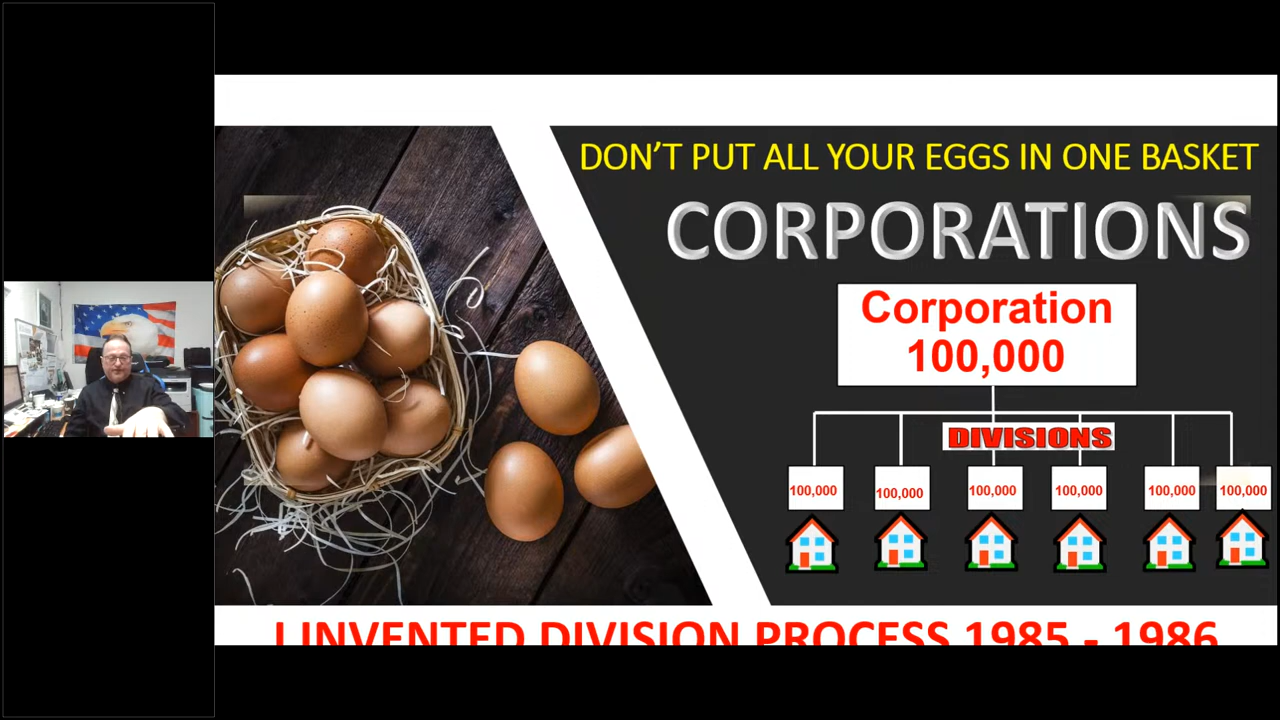 DON'T PUT ALL YOUR EGGS IN ONE BASKET
CORPORATIONS
Corporation
100,000
DIVISIONS
100,000 100,000 100,000 100,000 100,000 100,000
I INVENTED DIVISION PROCESS 1985 - 1986